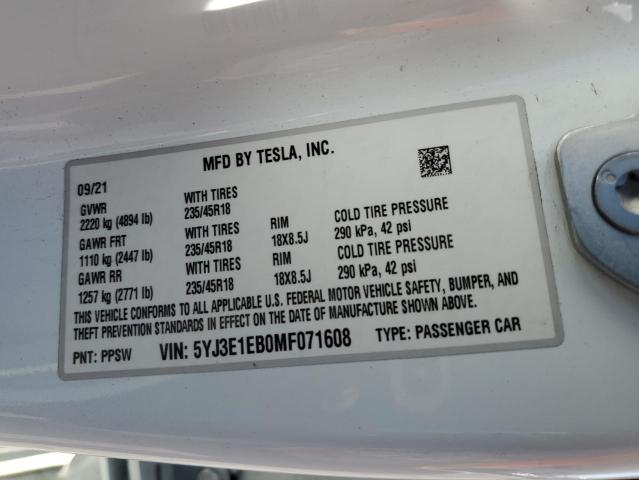 MFD BY TESLA, INC.
09/21
GVWR WITH TIRES
2220 kg (4894 lb) 235/45R18
GAWR FRT WITH TIRES RIM COLD TIRE PRESSURE
1110 kg (2447 lb) 235/45R18 18X8.5J 290 kPa, 42 psi
GAWR RR WITH TIRES RIM COLD TIRE PRESSURE
1257 kg (2771 lb) 235/45R18 18X8.5J 290 kPa, 42 psi
THIS VEHICLE CONFORMS TO ALL APPLICABLE U.S. FEDERAL MOTOR VEHICLE SAFETY, BUMPER, AND
THEFT PREVENTION STANDARDS IN EFFECT ON THE DATE OF MANUFACTURE SHOWN ABOVE.
PNT: PPSW VIN: 5YJ3E1EB0MF071608 TYPE: PASSENGER CAR